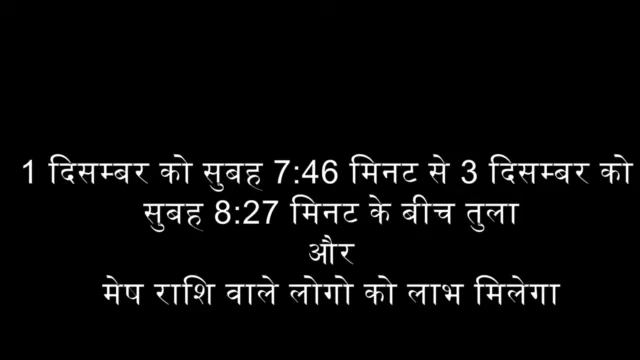 1 दिसम्बर को सुबह 7:46 मिनट से 3 दिसम्बर को
सुबह 8:27 मिनट के बीच तुला
और
मेष राशि वाले लोगो को लाभ मिलेगा